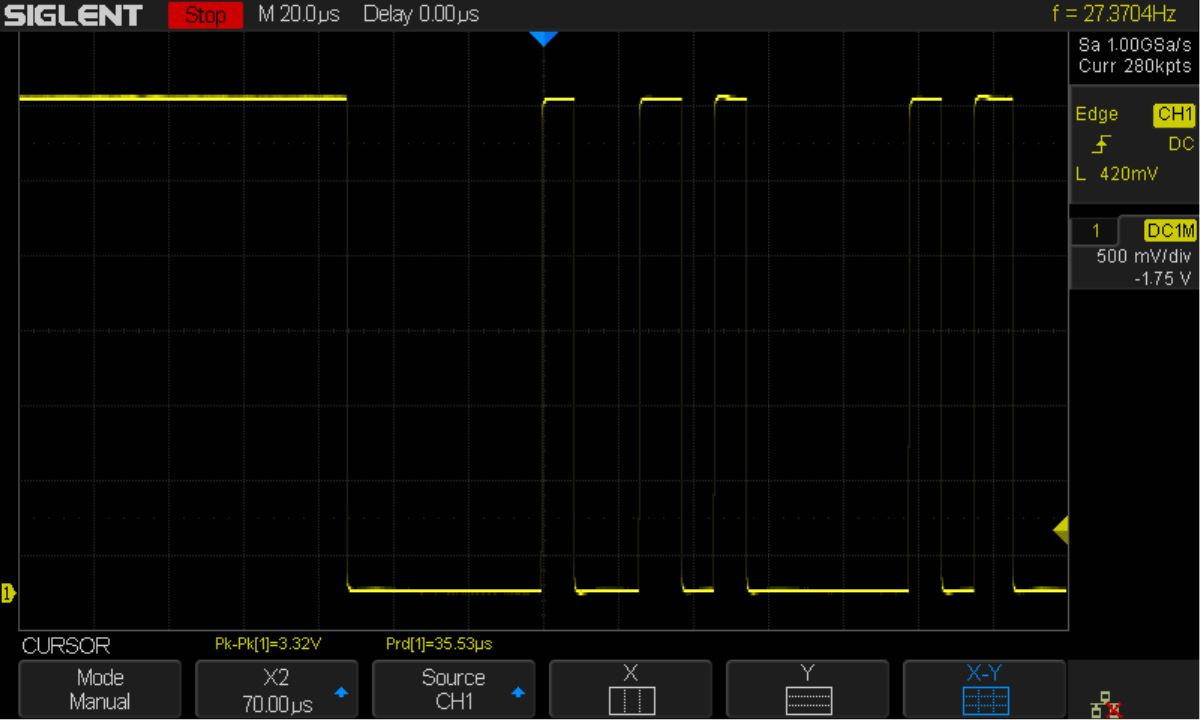 SIGLENT Stop M 20.0µs Delay 0.00µs f = 27.3704Hz
Sa 1.00GSa/s
Curr 280kpts
Edge CH1
DC
L 420mV
1 DC1M
500 mV/div
-1.75 V
1
CURSOR Pk-Pk[1]=3.32V Prd[1]=35.53µs
Mode
Manual
X2
70.00µs
Source
CH1
X
Y
X-Y